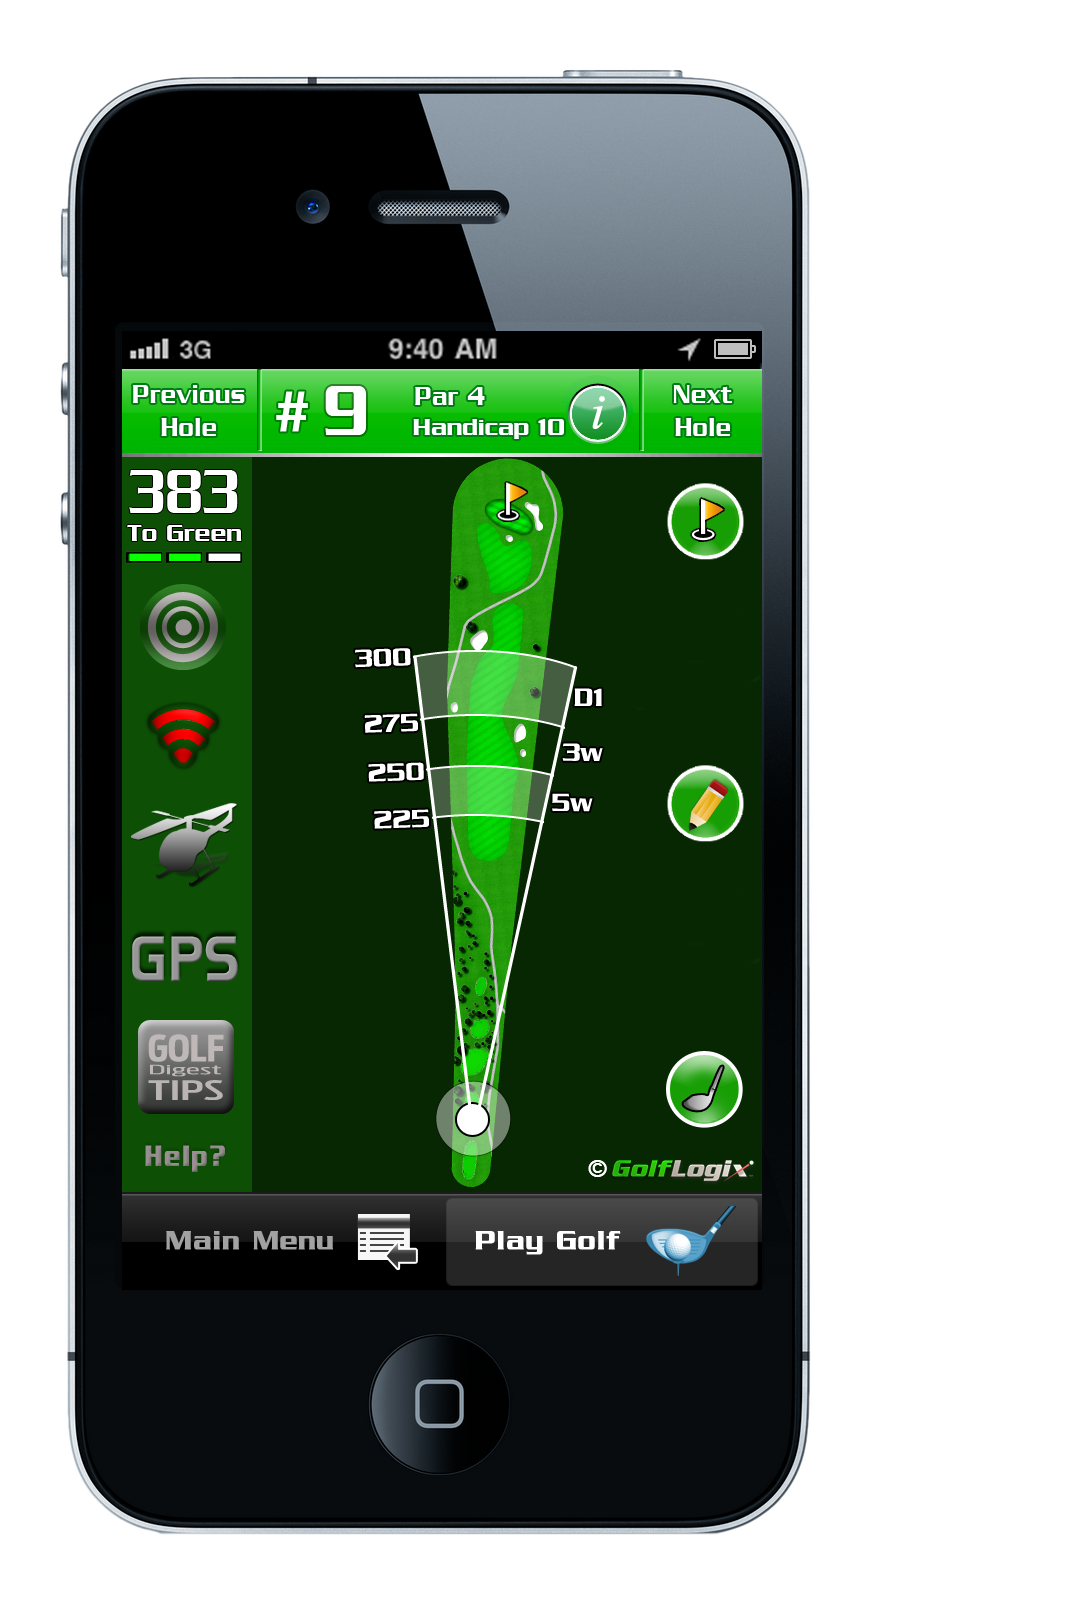 3G 9:40 AM
Previous Hole
# 9
Par 4
Handicap 10
i
Next Hole
383
To Green
300
D1
275
3w
250
5w
225
GPS
GOLF
Digest
TIPS
Help?
© GolfLogix
Main Menu
Play Golf